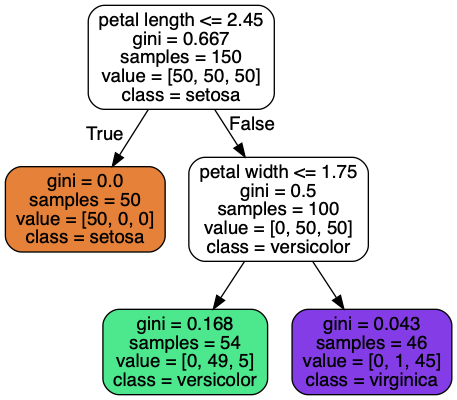 petal length <= 2.45
gini = 0.667
samples = 150
value = [50, 50, 50]
class = setosa
True
False
gini = 0.0
samples = 50
value = [50, 0, 0]
class = setosa
petal width <= 1.75
gini = 0.5
samples = 100
value = [0, 50, 50]
class = versicolor
gini = 0.168
samples = 54
value = [0, 49, 5]
class = versicolor
gini = 0.043
samples = 46
value = [0, 1, 45]
class = virginica